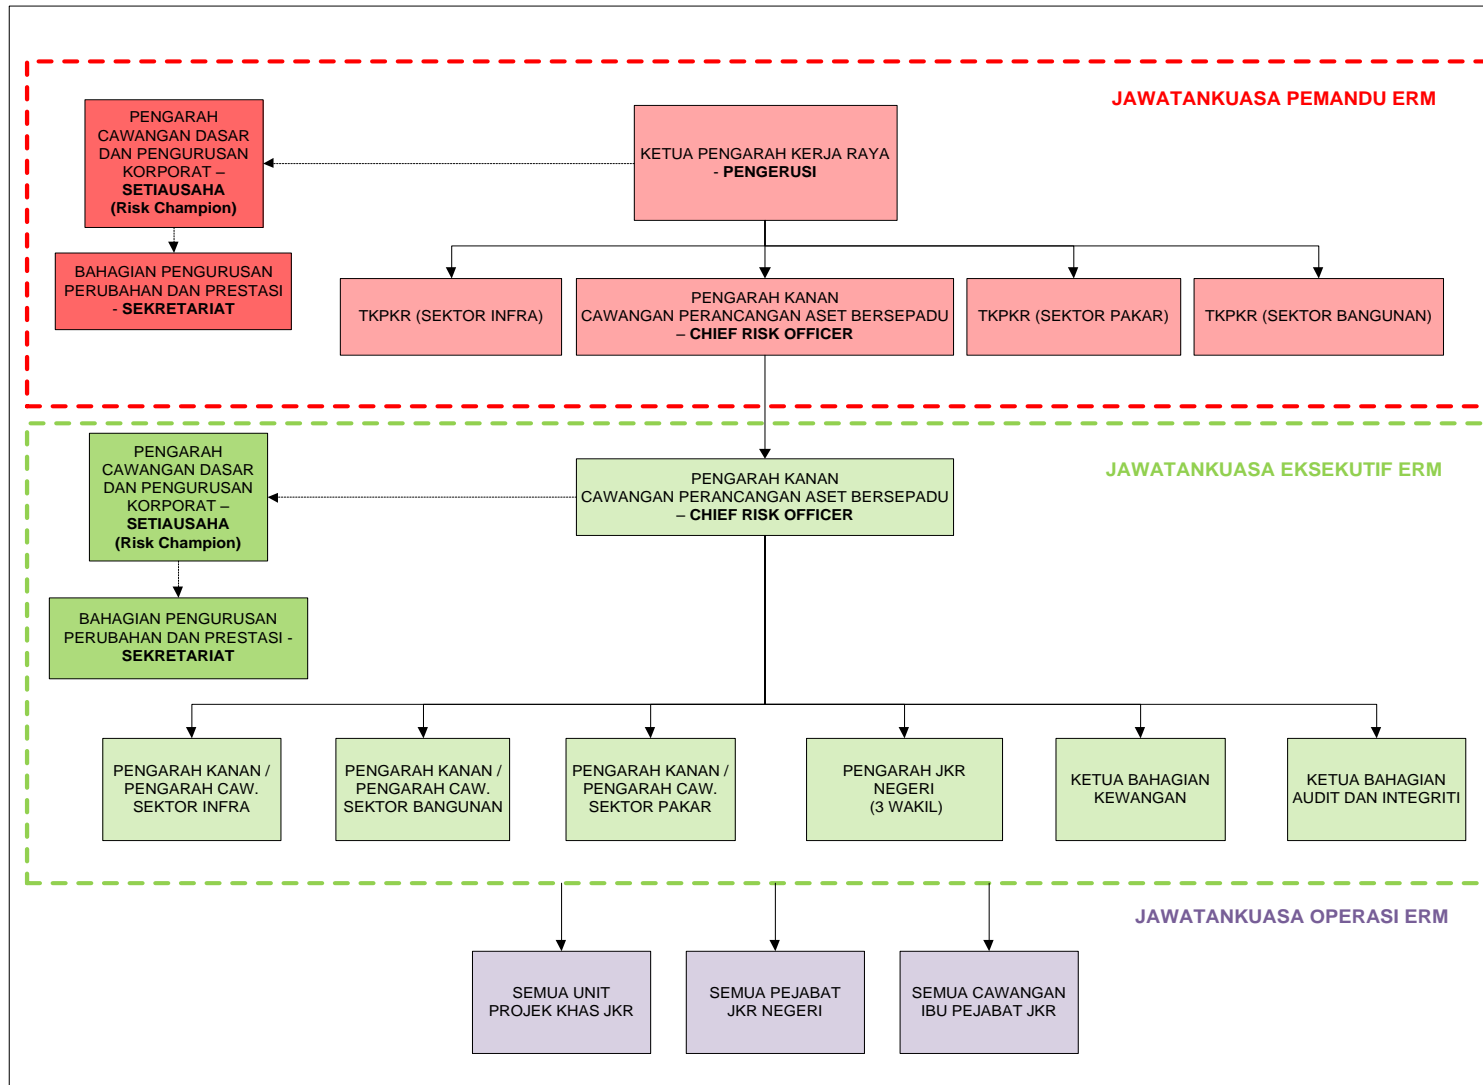 JAWATANKUASA PEMANDU ERM
PENGARAH
CAWANGAN DASAR
DAN PENGURUSAN
KORPORAT –
SETIAUSAHA
(Risk Champion)
KETUA PENGARAH KERJA RAYA
- PENGERUSI
BAHAGIAN PENGURUSAN
PERUBAHAN DAN PRESTASI
- SEKRETARIAT
TKPKR (SEKTOR INFRA)
PENGARAH KANAN
CAWANGAN PERANCANGAN ASET BERSEPADU
– CHIEF RISK OFFICER
TKPKR (SEKTOR PAKAR)
TKPKR (SEKTOR BANGUNAN)
JAWATANKUASA EKSEKUTIF ERM
PENGARAH
CAWANGAN DASAR
DAN PENGURUSAN
KORPORAT –
SETIAUSAHA
(Risk Champion)
PENGARAH KANAN
CAWANGAN PERANCANGAN ASET BERSEPADU
– CHIEF RISK OFFICER
BAHAGIAN PENGURUSAN
PERUBAHAN DAN PRESTASI -
SEKRETARIAT
PENGARAH KANAN /
PENGARAH CAW.
SEKTOR INFRA
PENGARAH KANAN /
PENGARAH CAW.
SEKTOR BANGUNAN
PENGARAH KANAN /
PENGARAH CAW.
SEKTOR PAKAR
PENGARAH JKR
NEGERI
(3 WAKIL)
KETUA BAHAGIAN
KEWANGAN
KETUA BAHAGIAN
AUDIT DAN INTEGRITI
JAWATANKUASA OPERASI ERM
SEMUA UNIT
PROJEK KHAS JKR
SEMUA PEJABAT
JKR NEGERI
SEMUA CAWANGAN
IBU PEJABAT JKR